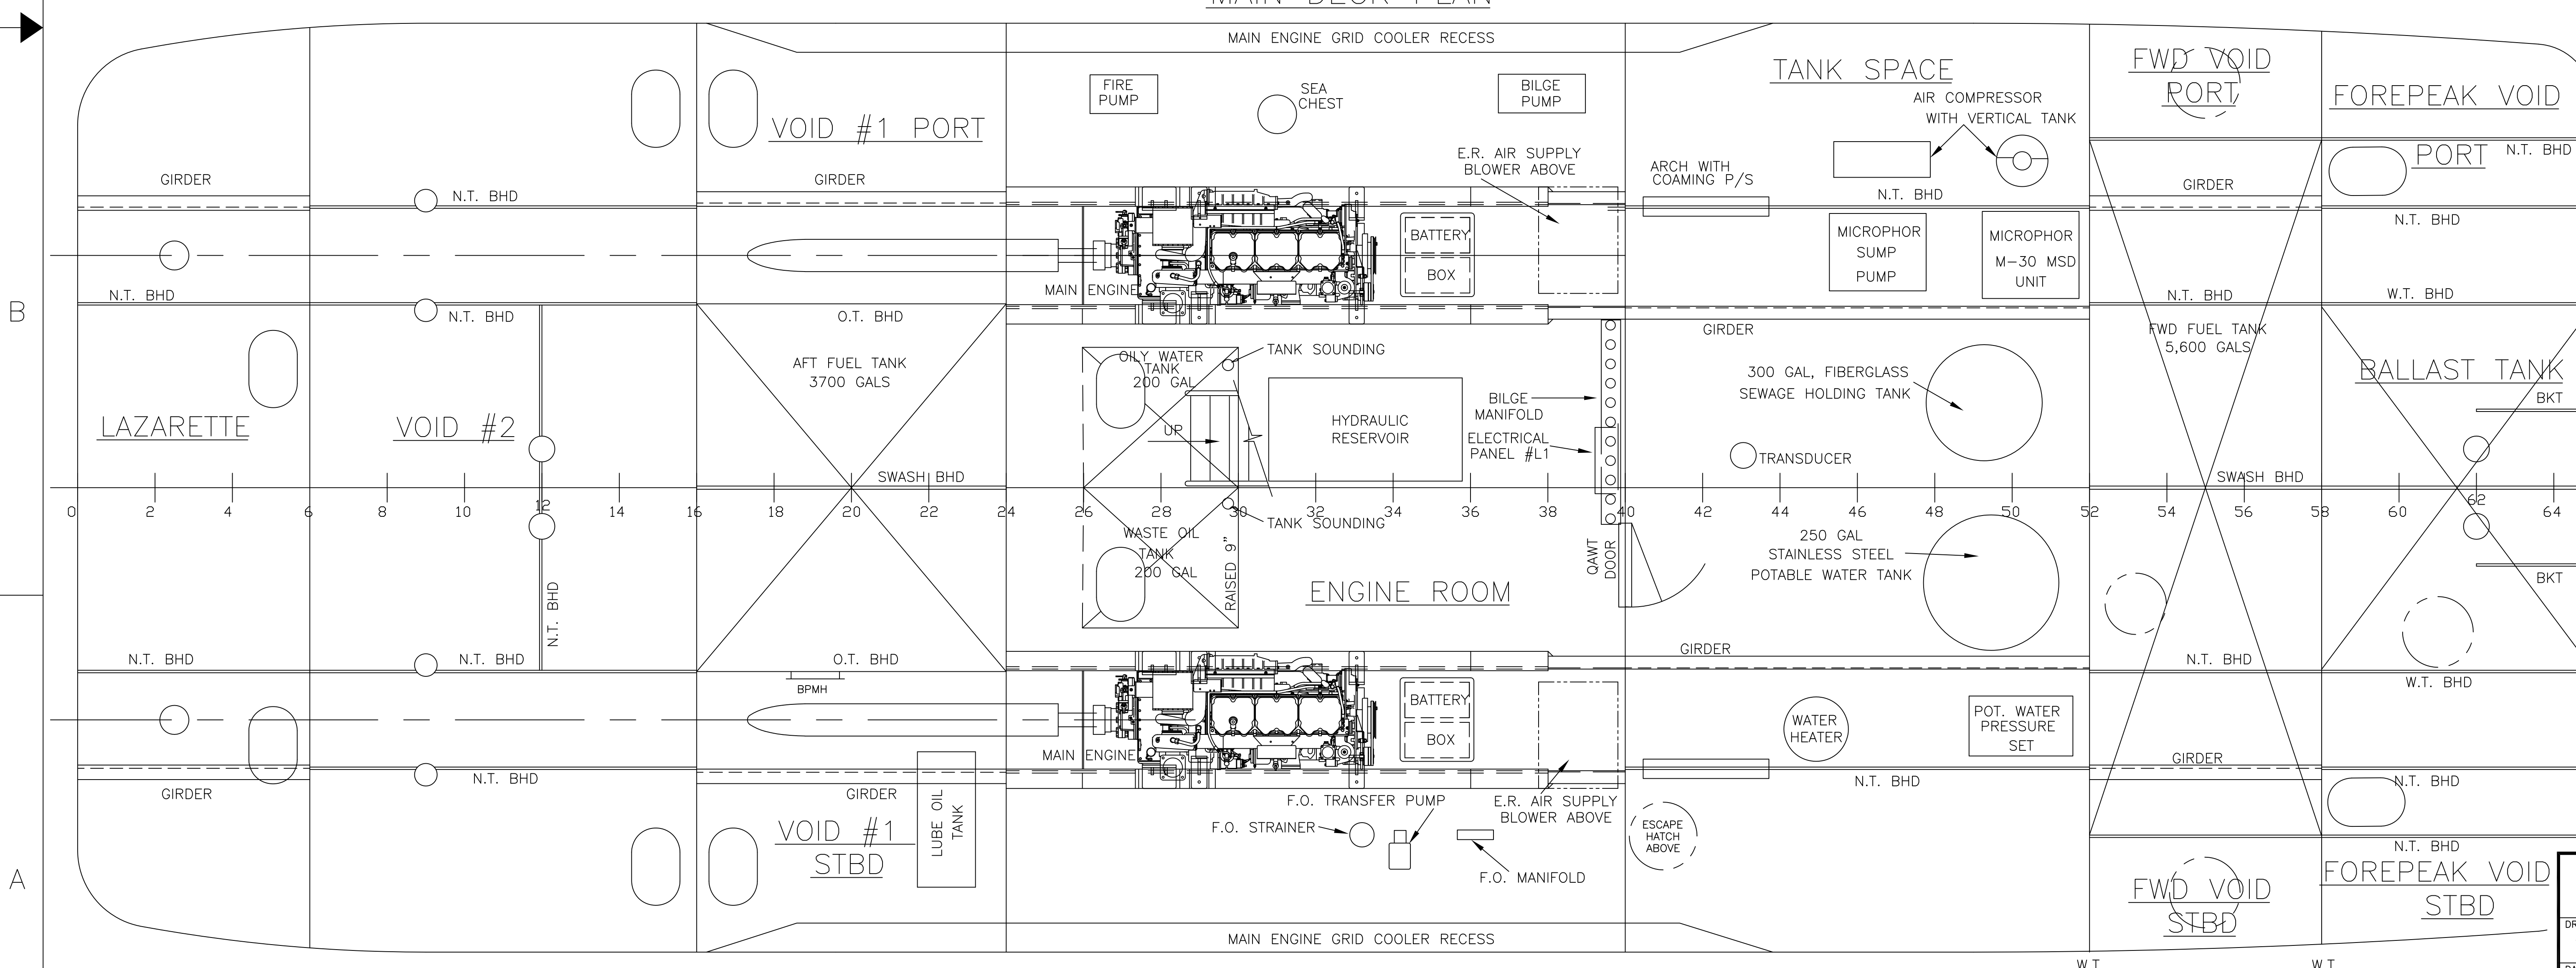 MAIN DECK PLAN
MAIN ENGINE GRID COOLER RECESS
FIRE
PUMP
SEA
CHEST
BILGE
PUMP
TANK SPACE
AIR COMPRESSOR
WITH VERTICAL TANK
FWD VOID
PORT
FOREPEAK VOID
PORT
N.T. BHD
VOID #1 PORT
E.R. AIR SUPPLY
BLOWER ABOVE
ARCH WITH
COAMING P/S
GIRDER
N.T. BHD
GIRDER
N.T. BHD
GIRDER
N.T. BHD
B
N.T. BHD
N.T. BHD
MAIN ENGINE
O.T. BHD
BATTERY
BOX
MICROPHOR
SUMP
PUMP
MICROPHOR
M-30 MSD
UNIT
N.T. BHD
W.T. BHD
GIRDER
LAZARETTE
VOID #2
AFT FUEL TANK
3700 GALS
OILY WATER
TANK
200 GAL
TANK SOUNDING
UP
HYDRAULIC
RESERVOIR
BILGE
MANIFOLD
ELECTRICAL
PANEL #L1
300 GAL, FIBERGLASS
SEWAGE HOLDING TANK
TRANSDUCER
FWD FUEL TANK
5,600 GALS
BALLAST TANK
BKT
SWASH BHD
SWASH BHD
0 2 4 6 8 10 12 14 16 18 20 22 24 26 28 30 32 34 36 38 40 42 44 46 48 50 52 54 56 58 60 62 64
TANK SOUNDING
WASTE OIL
TANK
200 GAL
RAISED 9"
ENGINE ROOM
QAWT
DOOR
250 GAL
STAINLESS STEEL
POTABLE WATER TANK
BKT
N.T. BHD
N.T. BHD
N.T. BHD
O.T. BHD
GIRDER
N.T. BHD
W.T. BHD
BPMH
MAIN ENGINE
BATTERY
BOX
WATER
HEATER
POT. WATER
PRESSURE
SET
N.T. BHD
GIRDER
GIRDER
N.T. BHD
GIRDER
N.T. BHD
VOID #1
STBD
LUBE OIL
TANK
F.O. TRANSFER PUMP
F.O. STRAINER
E.R. AIR SUPPLY
BLOWER ABOVE
F.O. MANIFOLD
ESCAPE
HATCH
ABOVE
N.T. BHD
A
FWD VOID
STBD
FOREPEAK VOID
STBD
MAIN ENGINE GRID COOLER RECESS
W.T.
W.T.